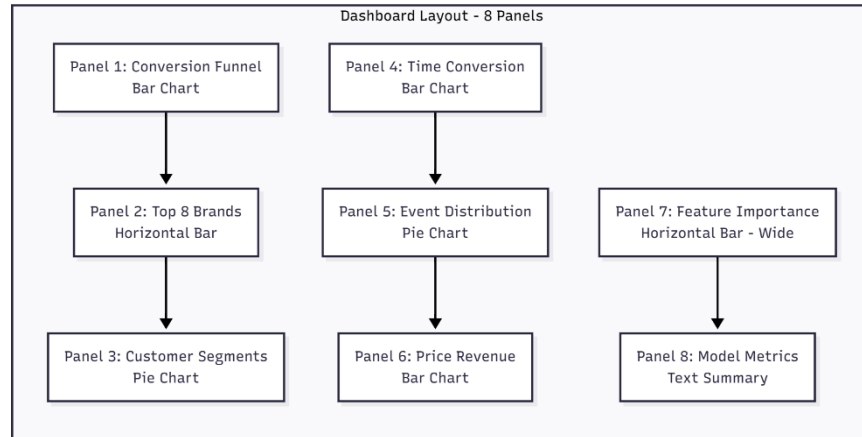 Dashboard Layout - 8 Panels
Panel 1: Conversion Funnel
Bar Chart
Panel 4: Time Conversion
Bar Chart
Panel 2: Top 8 Brands
Horizontal Bar
Panel 5: Event Distribution
Pie Chart
Panel 7: Feature Importance
Horizontal Bar - Wide
Panel 3: Customer Segments
Pie Chart
Panel 6: Price Revenue
Bar Chart
Panel 8: Model Metrics
Text Summary